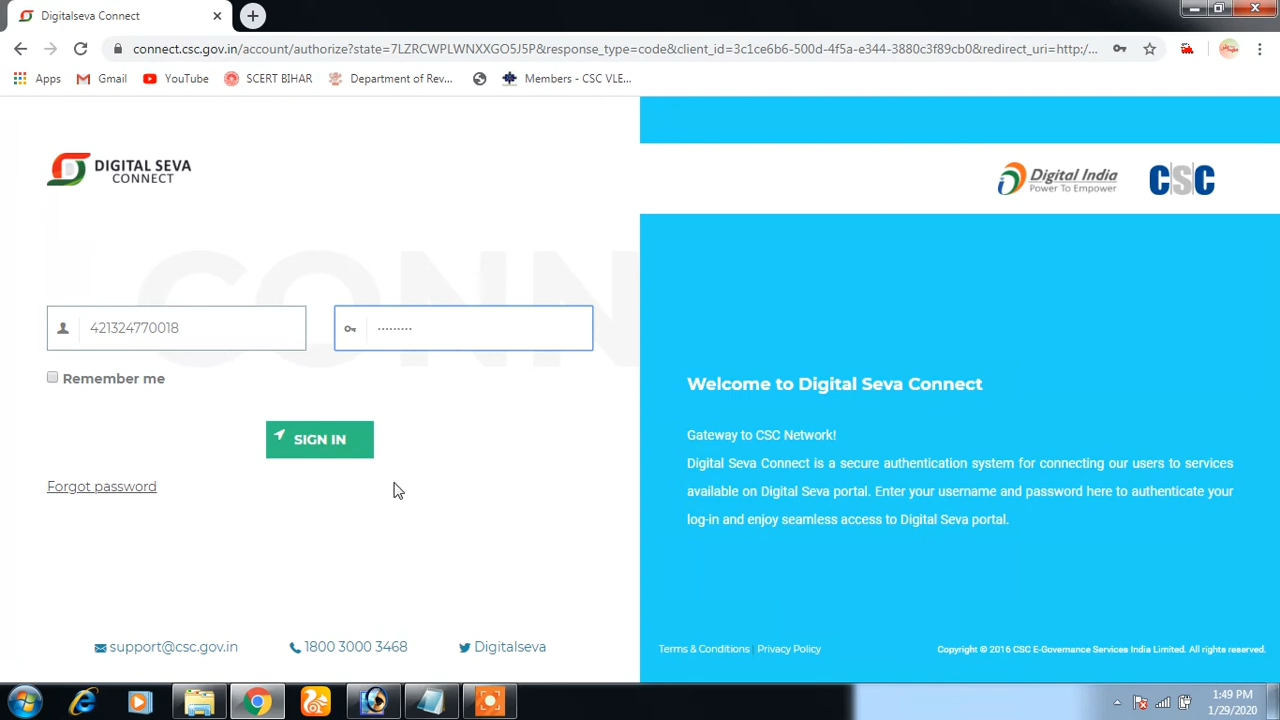 Digitalseva Connect
connect.csc.gov.in/account/authorize?state=7LZRCWPLWNXXGO5J5P&response_type=code&client_id=3c1ce6b6-500d-4f5a-e344-3880c3f89cb0&redirect_uri=http:/...
Apps Gmail YouTube SCERT BIHAR Department of Rev... Members - CSC VLE...
DIGITAL SEVA
CONNECT
Digital India
Power To Empower
CSC
CONN
421324770018
Remember me
SIGN IN
Forgot password
Welcome to Digital Seva Connect
Gateway to CSC Network!
Digital Seva Connect is a secure authentication system for connecting our users to services
available on Digital Seva portal. Enter your username and password here to authenticate your
log-in and enjoy seamless access to Digital Seva portal.
support@csc.gov.in 1800 3000 3468 Digitalseva
Terms & Conditions | Privacy Policy
Copyright © 2016 CSC E-Governance Services India Limited. All rights reserved.
1:49 PM
1/29/2020